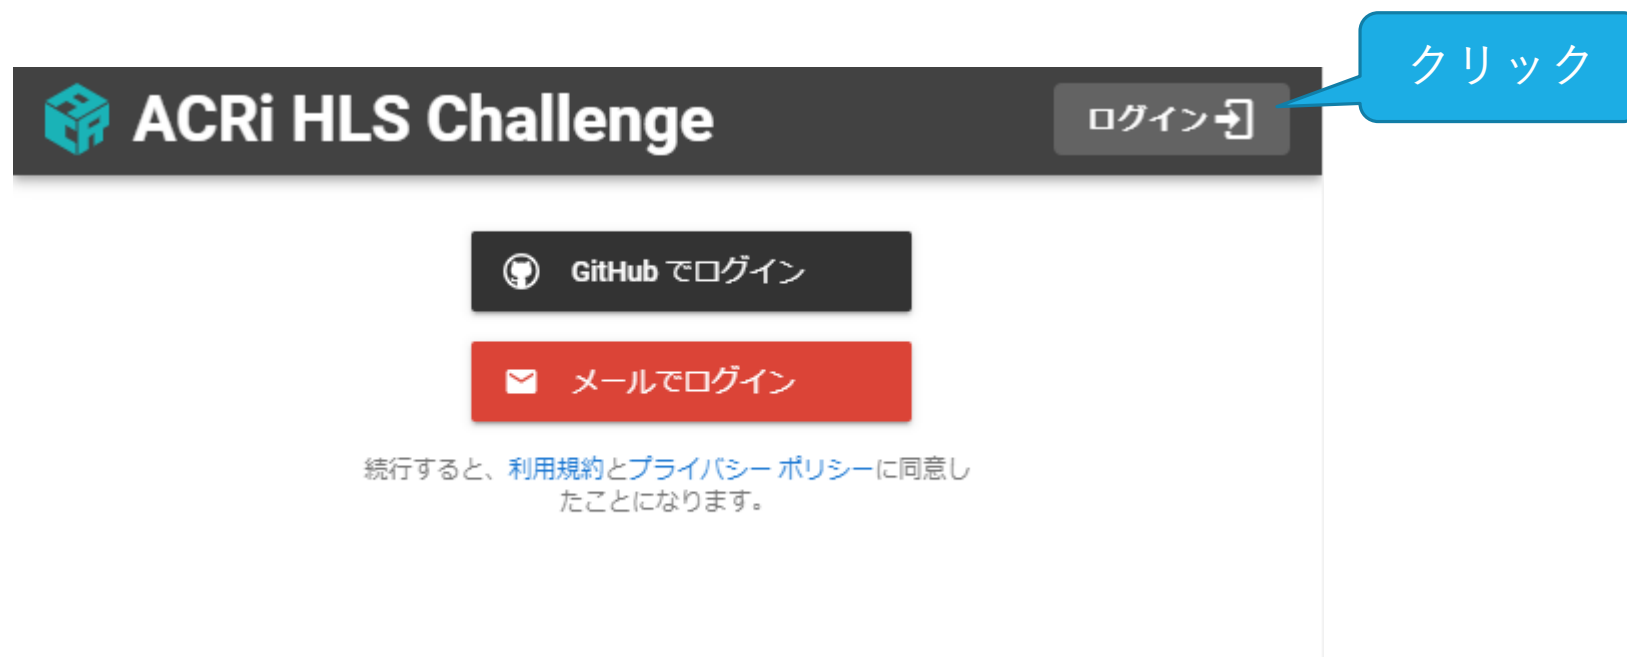 クリック
ACRi HLS Challenge
ログイン
GitHub でログイン
メールでログイン
続行すると、利用規約とプライバシー ポリシーに同意し
たことになります。